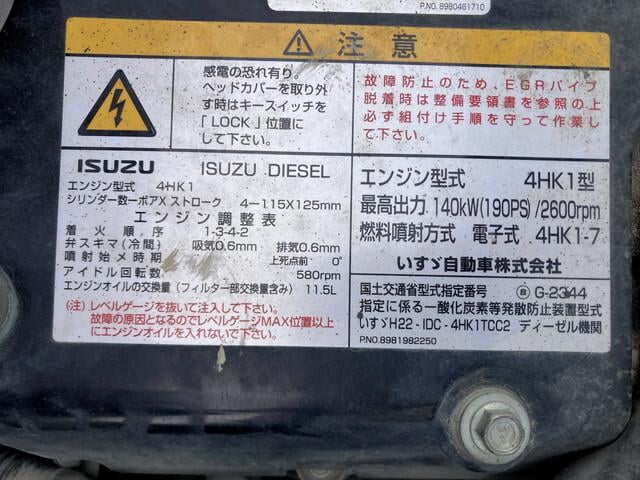 P.NO. 8980461710
⚠ 注意
感電の恐れ有り。
ヘッドカバーを取り外
す時はキースイッチを
「LOCK」位置に
して下さい。
故障防止のため、EGRパイプ
脱着時は整備要領書を参照の上
必ず組付け手順を守って作業し
て下さい。
ISUZU ISUZU DIESEL
エンジン型式 4HK1
シリンダー数ーボアX ストローク 4－115X125mm
エンジン調整表
着火順序 1-3-4-2
弁スキマ(冷間) 吸気0.6mm 排気0.6mm
噴射始メ時期 上死点前 0°
アイドル回転 580rpm
エンジンオイルの交換量(フィルター部交換量含み) 11.5L
(注)レベルゲージを抜いて注入して下さい。
故障の原因となるのでレベルゲージMAX位置以上
にエンジンオイルを入れないで下さい。
エンジン型式 4HK1型
最高出力 140kW(190PS)/2600rpm
燃料噴射方式 電子式 4HK1-7
いすゞ自動車株式会社
国土交通省型式指定番号 G-2344
指定に係る一酸化炭素等発散防止装置型式
いすゞH22-IDC-4HK1TCC2 ディーゼル機関
P.NO.8981982250